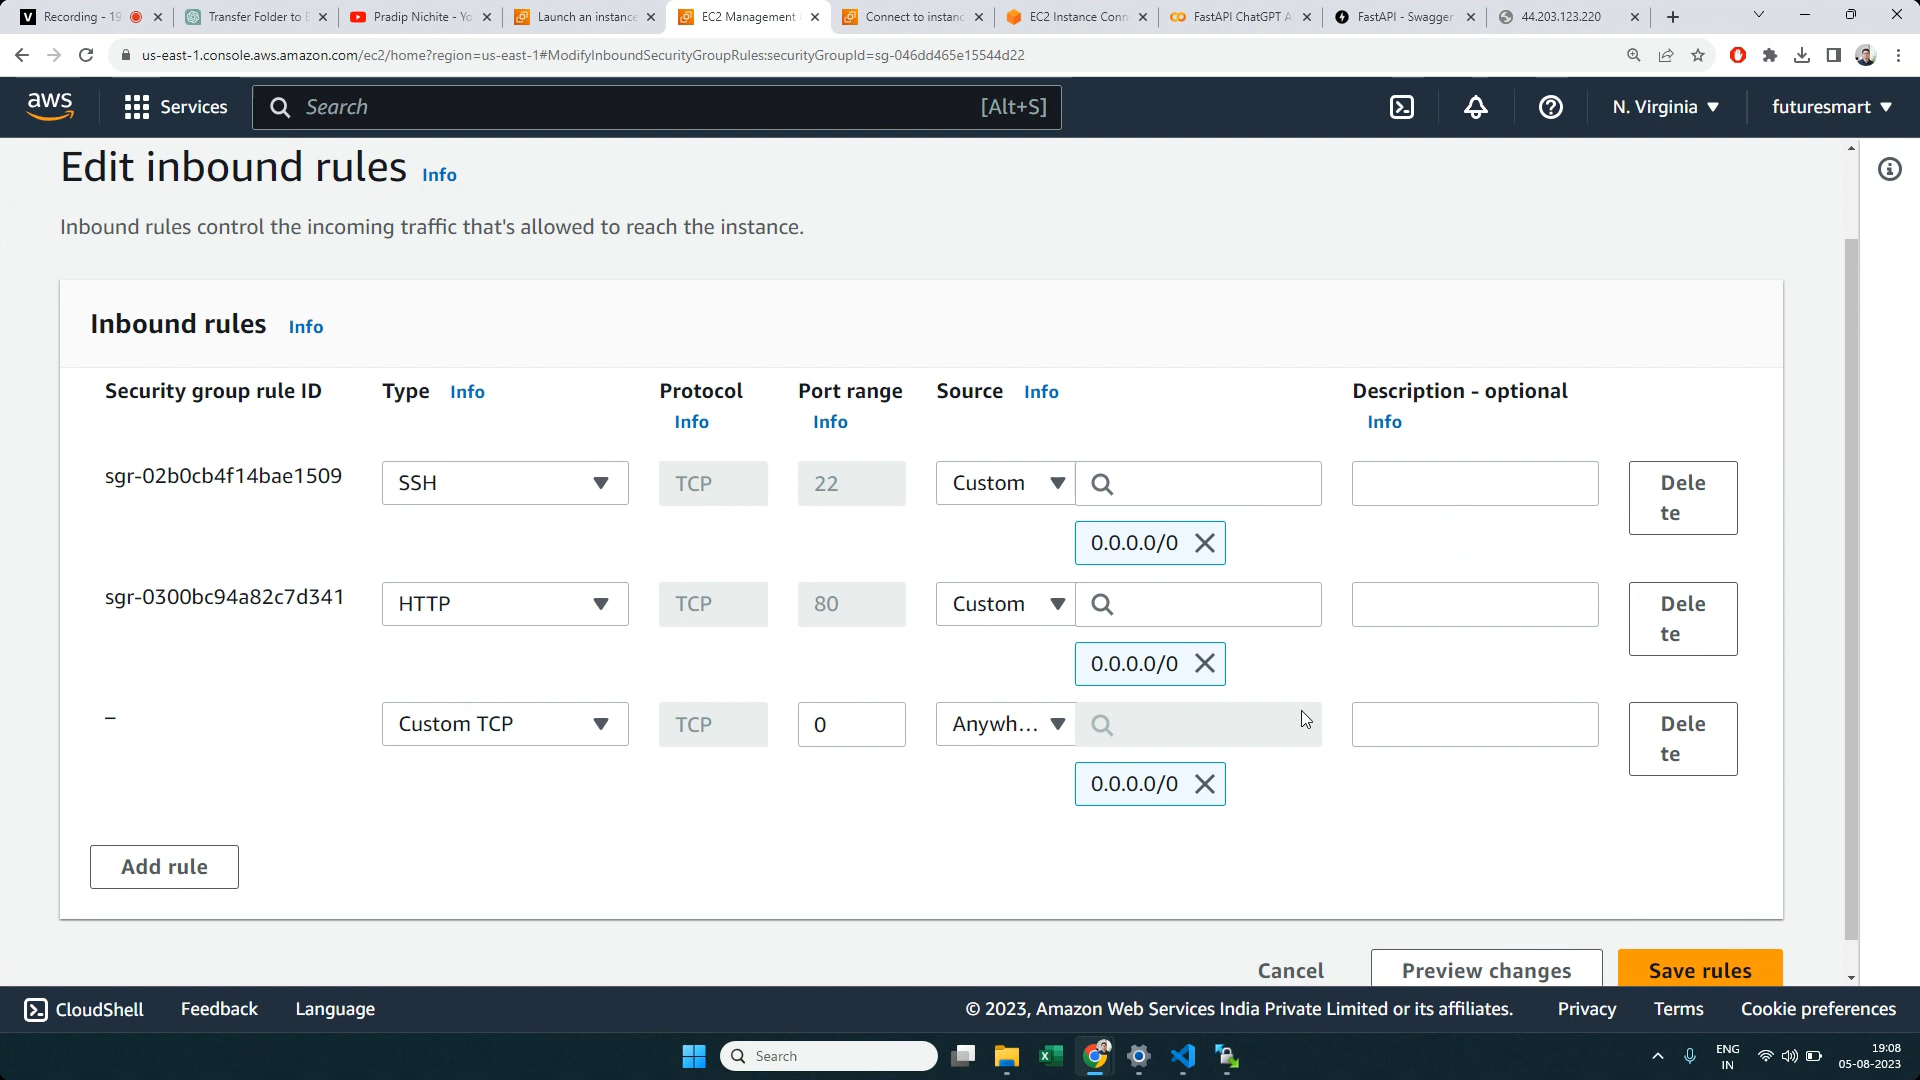 Recording - 19
Transfer Folder to E
Pradip Nichite - Yo
Launch an instance
EC2 Management
Connect to instanc
EC2 Instance Conn
FastAPI ChatGPT A
FastAPI - Swagger
44.203.123.220
us-east-1.console.aws.amazon.com/ec2/home?region=us-east-1#ModifyInboundSecurityGroupRules:securityGroupId=sg-046dd465e15544d22
aws
Services
Search
[Alt+S]
N. Virginia
futuresmart
Edit inbound rules Info
Inbound rules control the incoming traffic that's allowed to reach the instance.
Inbound rules Info
Security group rule ID
Type Info
Protocol Info
Port range Info
Source Info
Description - optional Info
sgr-02b0cb4f14bae1509
SSH
TCP
22
Custom
Dele
te
0.0.0.0/0
sgr-0300bc94a82c7d341
HTTP
TCP
80
Custom
Dele
te
0.0.0.0/0
–
Custom TCP
TCP
0
Anywh...
Dele
te
0.0.0.0/0
Add rule
Cancel
Preview changes
Save rules
CloudShell
Feedback
Language
© 2023, Amazon Web Services India Private Limited or its affiliates.
Privacy
Terms
Cookie preferences
Search
ENG
IN
19:08
05-08-2023